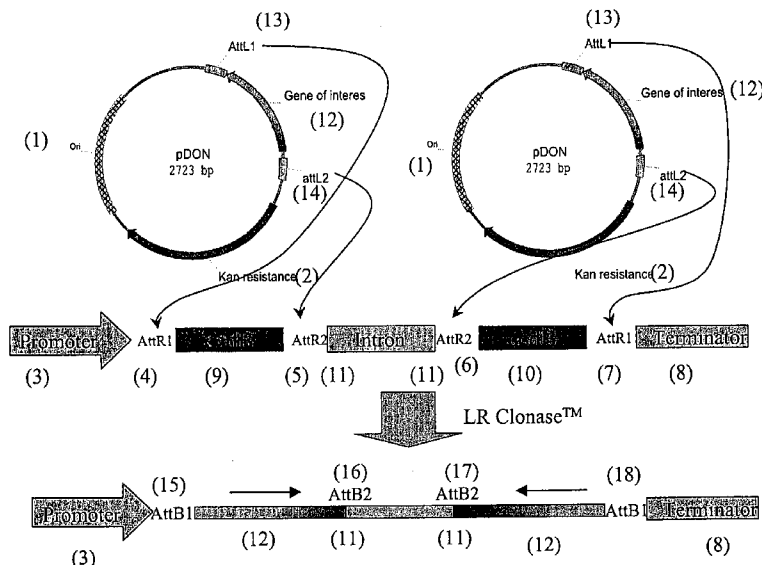 (13) (13)
AttL1 AttL1
Gene of interes Gene of interes (12)
(12)
(1) Ori pDON (1) Ori pDON
2723 bp 2723 bp
attL2 attL2
(14) (14)
Kan resistance (2) Kan resistance (2)
Promoter AttR1 AttR2 Intron AttR2 AttR1 Terminator
(3) (4) (9) (5) (11) (11) (6) (10) (7) (8)
LR Clonase™
(15) (16) (17) (18)
AttB2 AttB2
Promoter AttB1 AttB1 Terminator
(3) (12) (11) (11) (12) (8)